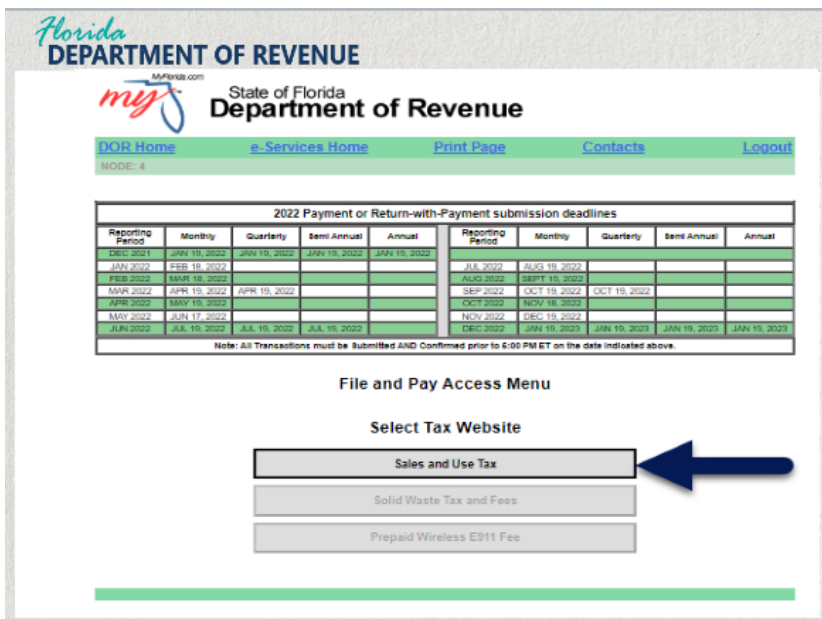 Florida
DEPARTMENT OF REVENUE
MyFlorida.com
my
State of Florida
Department of Revenue
DOR Home e-Services Home Print Page Contacts Logout
NODE: 4
2022 Payment or Return-with-Payment submission deadlines
Reporting Period Monthly Quarterly Semi Annual Annual Reporting Period Monthly Quarterly Semi Annual Annual
DEC 2021 JAN 19, 2022 JAN 19, 2022 JAN 19, 2022 JAN 19, 2022
JAN 2022 FEB 18, 2022 JUL 2022 AUG 19, 2022
FEB 2022 MAR 18, 2022 AUG 2022 SEPT 19, 2022
MAR 2022 APR 19, 2022 APR 19, 2022 SEP 2022 OCT 19, 2022 OCT 19, 2022
APR 2022 MAY 19, 2022 OCT 2022 NOV 18, 2022
MAY 2022 JUN 17, 2022 NOV 2022 DEC 19, 2022
JUN 2022 JUL 19, 2022 JUL 19, 2022 JUL 19, 2022 DEC 2022 JAN 19, 2023 JAN 19, 2023 JAN 19, 2023 JAN 19, 2023
Note: All Transactions must be Submitted AND Confirmed prior to 5:00 PM ET on the date indicated above.
File and Pay Access Menu
Select Tax Website
Sales and Use Tax
Solid Waste Tax and Fees
Prepaid Wireless E911 Fee